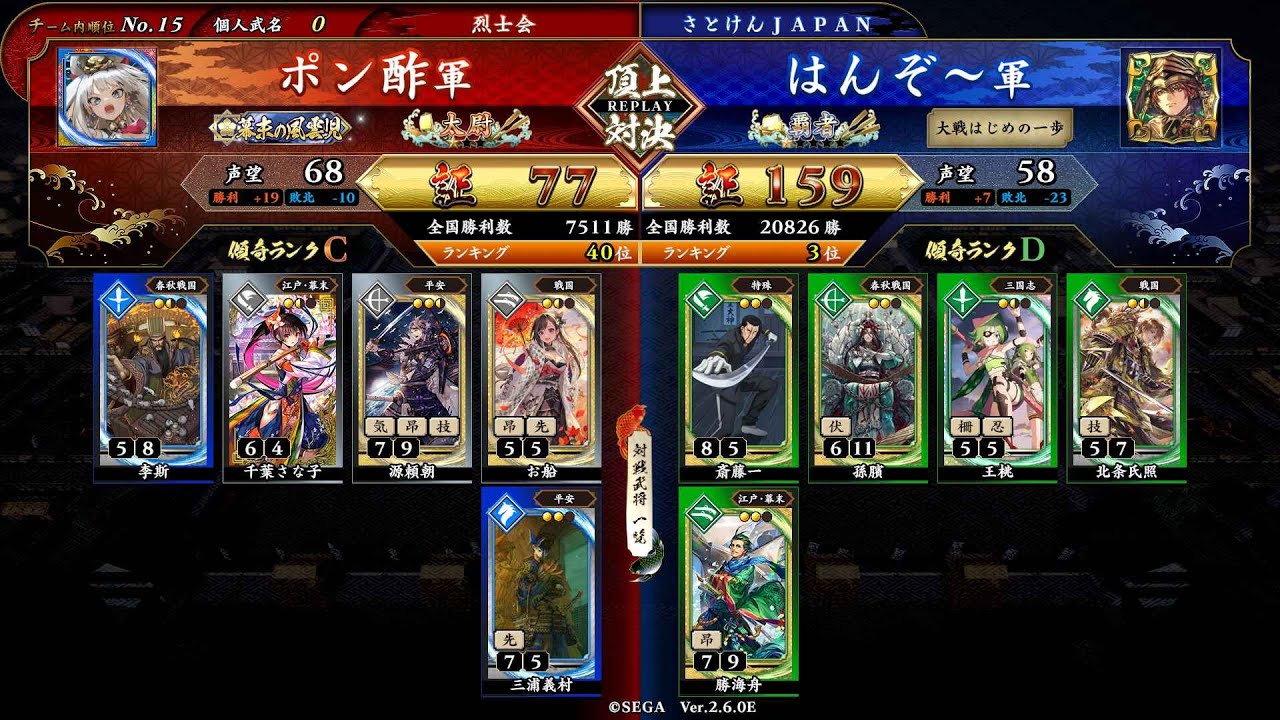 チーム内順位 No.15 個人武名 0
烈士会
さとけんJAPAN
ポン酢軍
頂上
REPLAY
対決
はんぞ〜軍
幕末の風雲児
太尉
覇者
大戦はじめの一歩
声望 68
勝利 +19 敗北 -10
証 77
証 159
声望 58
勝利 +7 敗北 -23
全国勝利数 7511勝
全国勝利数 20826勝
傾奇ランクC
ランキング 40位
ランキング 3位
傾奇ランクD
春秋戦国
5 8
李斯
江戸・幕末
6 4
千葉さな子
平安
気 昂 技
7 9
源頼朝
戦国
昂 先
5 5
お船
平安
先
7 5
三浦義村
対戦武将一覧
特殊
8 5
斎藤一
春秋戦国
伏
6 11
孫臏
三国志
柵 忍
5 5
王桃
戦国
技
5 7
北条氏照
江戸・幕末
昂
7 9
勝海舟
©SEGA Ver.2.6.0E